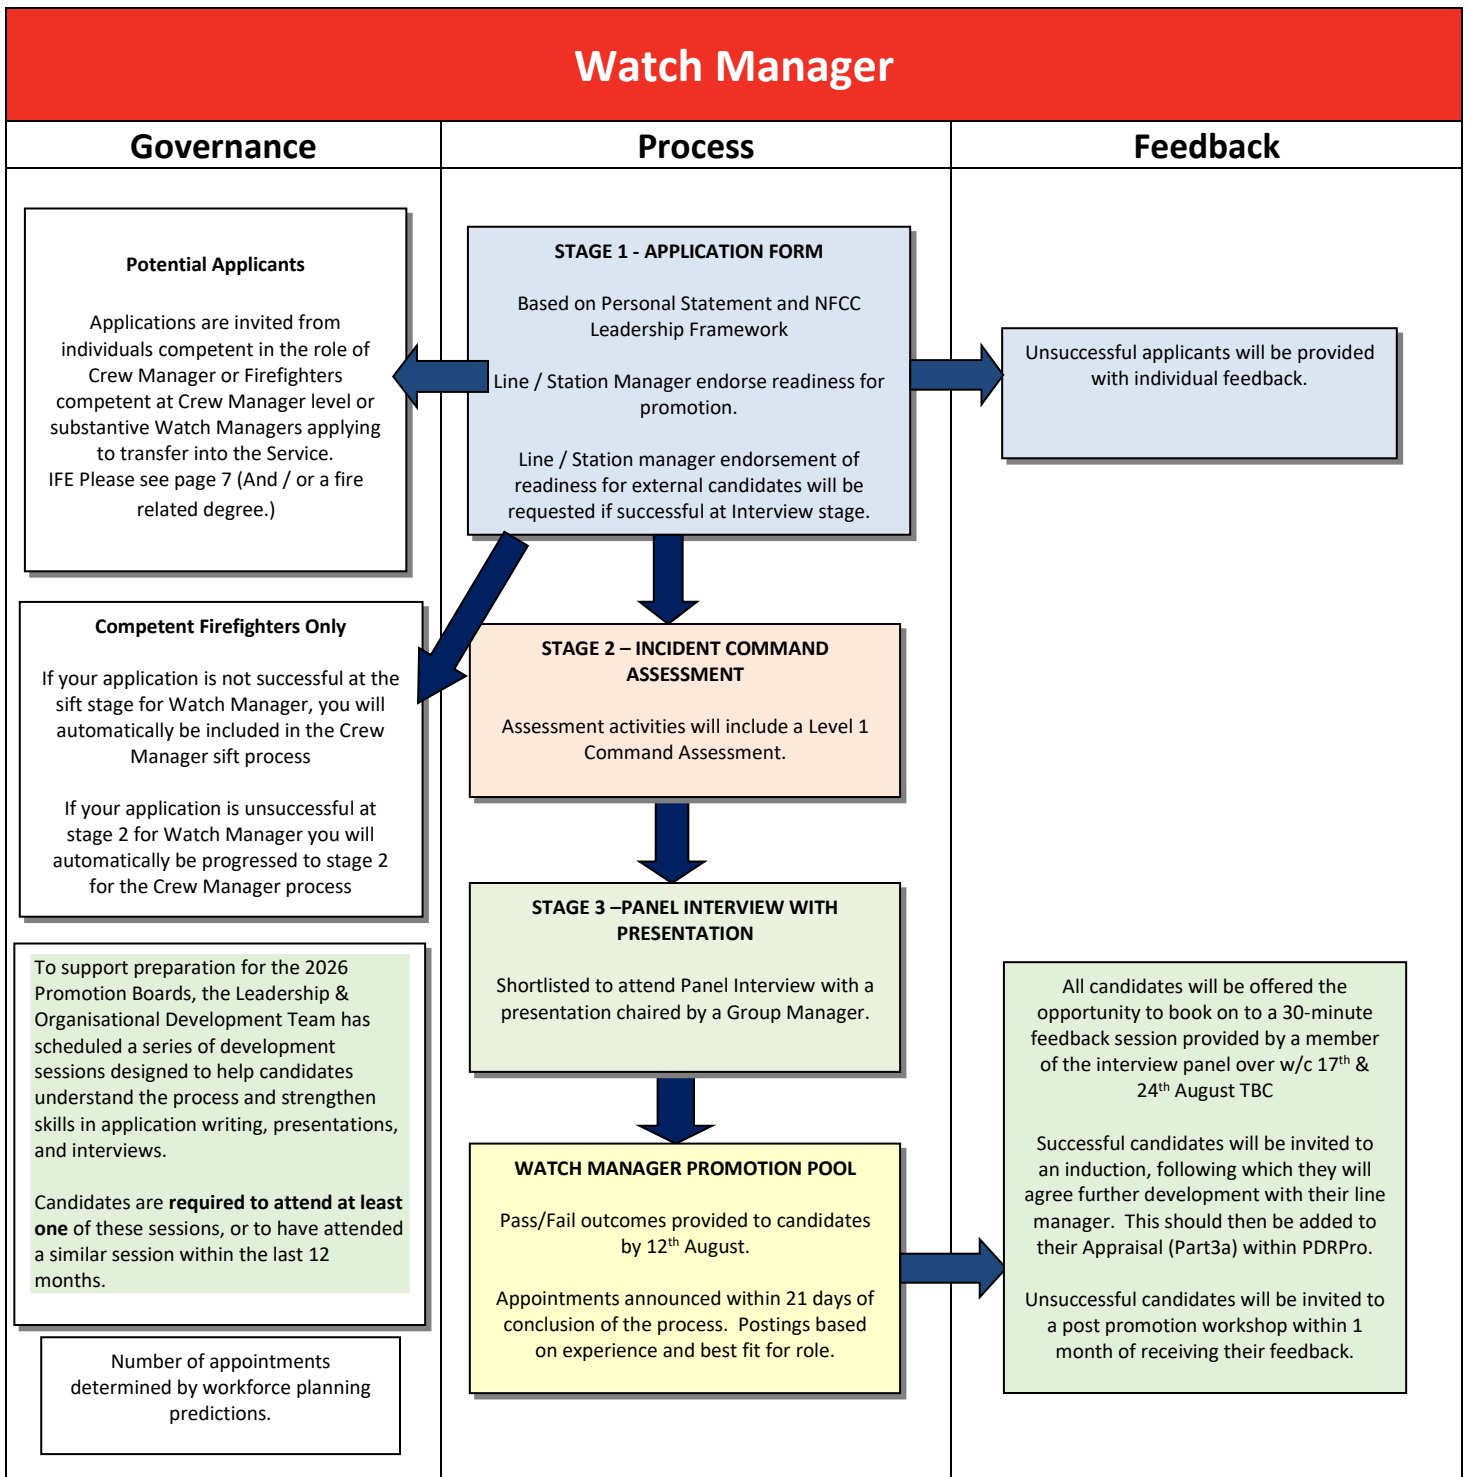 Watch Manager
Governance
Process
Feedback
Potential Applicants
Applications are invited from
individuals competent in the role of
Crew Manager or Firefighters
competent at Crew Manager level or
substantive Watch Managers applying
to transfer into the Service.
IFE Please see page 7 (And / or a fire
related degree.)
Competent Firefighters Only
If your application is not successful at the
sift stage for Watch Manager, you will
automatically be included in the Crew
Manager sift process
If your application is unsuccessful at
stage 2 for Watch Manager you will
automatically be progressed to stage 2
for the Crew Manager process
To support preparation for the 2026
Promotion Boards, the Leadership &
Organisational Development Team has
scheduled a series of development
sessions designed to help candidates
understand the process and strengthen
skills in application writing, presentations,
and interviews.
Candidates are required to attend at least
one of these sessions, or to have attended
a similar session within the last 12
months.
Number of appointments
determined by workforce planning
predictions.
STAGE 1 - APPLICATION FORM
Based on Personal Statement and NFCC
Leadership Framework
Line / Station Manager endorse readiness for
promotion.
Line / Station manager endorsement of
readiness for external candidates will be
requested if successful at Interview stage.
STAGE 2 – INCIDENT COMMAND
ASSESSMENT
Assessment activities will include a Level 1
Command Assessment.
STAGE 3 –PANEL INTERVIEW WITH
PRESENTATION
Shortlisted to attend Panel Interview with a
presentation chaired by a Group Manager.
WATCH MANAGER PROMOTION POOL
Pass/Fail outcomes provided to candidates
by 12th August.
Appointments announced within 21 days of
conclusion of the process. Postings based
on experience and best fit for role.
Unsuccessful applicants will be provided
with individual feedback.
All candidates will be offered the
opportunity to book on to a 30-minute
feedback session provided by a member
of the interview panel over w/c 17th &
24th August TBC
Successful candidates will be invited to
an induction, following which they will
agree further development with their line
manager. This should then be added to
their Appraisal (Part3a) within PDRPro.
Unsuccessful candidates will be invited to
a post promotion workshop within 1
month of receiving their feedback.